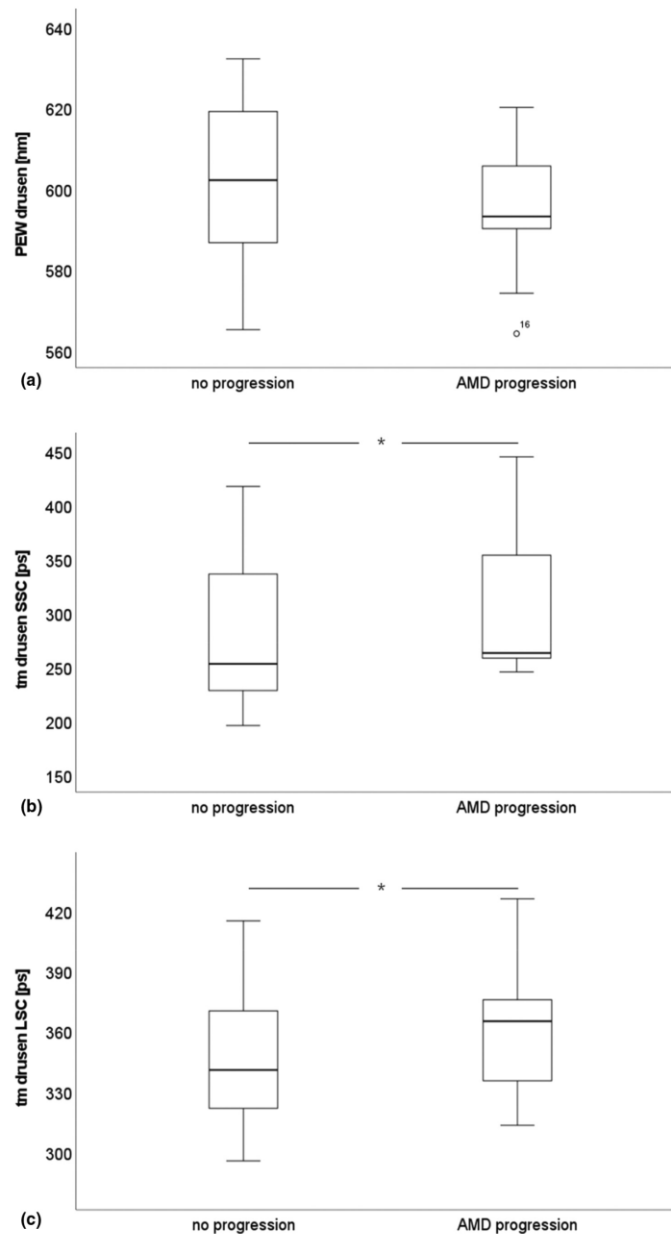 640
620
600
580
560
PEW drusen [nm]
16
(a)
no progression
AMD progression
*
450
400
350
300
250
200
150
tm drusen SSC [ps]
(b)
no progression
AMD progression
*
420
390
360
330
300
tm drusen LSC [ps]
(c)
no progression
AMD progression